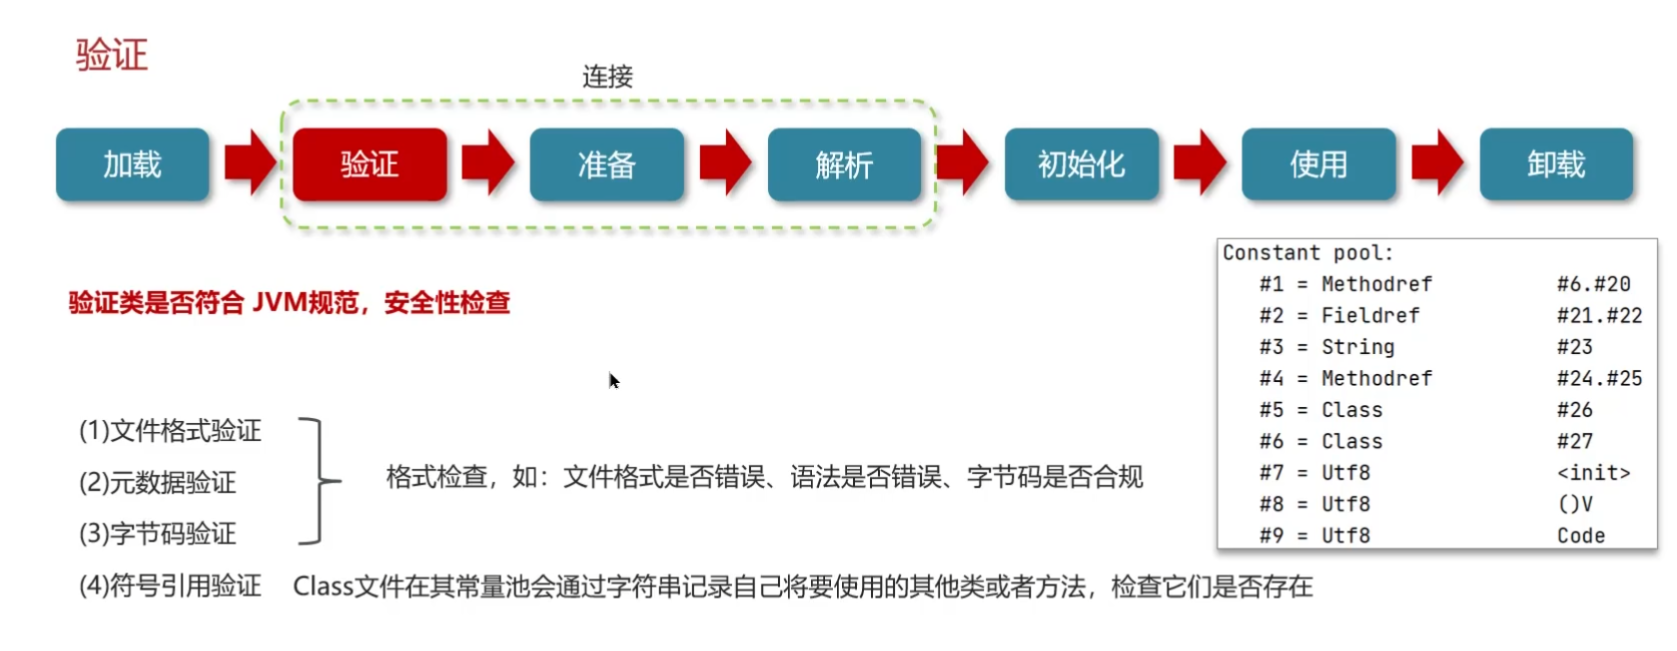 验证
连接
加载
验证
准备
解析
初始化
使用
卸载
验证类是否符合 JVM规范，安全性检查
(1)文件格式验证
(2)元数据验证
(3)字节码验证
格式检查，如：文件格式是否错误、语法是否错误、字节码是否合规
(4)符号引用验证 Class文件在其常量池会通过字符串记录自己将要使用的其他类或者方法，检查它们是否存在
Constant pool:
#1 = Methodref #6.#20
#2 = Fieldref #21.#22
#3 = String #23
#4 = Methodref #24.#25
#5 = Class #26
#6 = Class #27
#7 = Utf8 <init>
#8 = Utf8 ()V
#9 = Utf8 Code